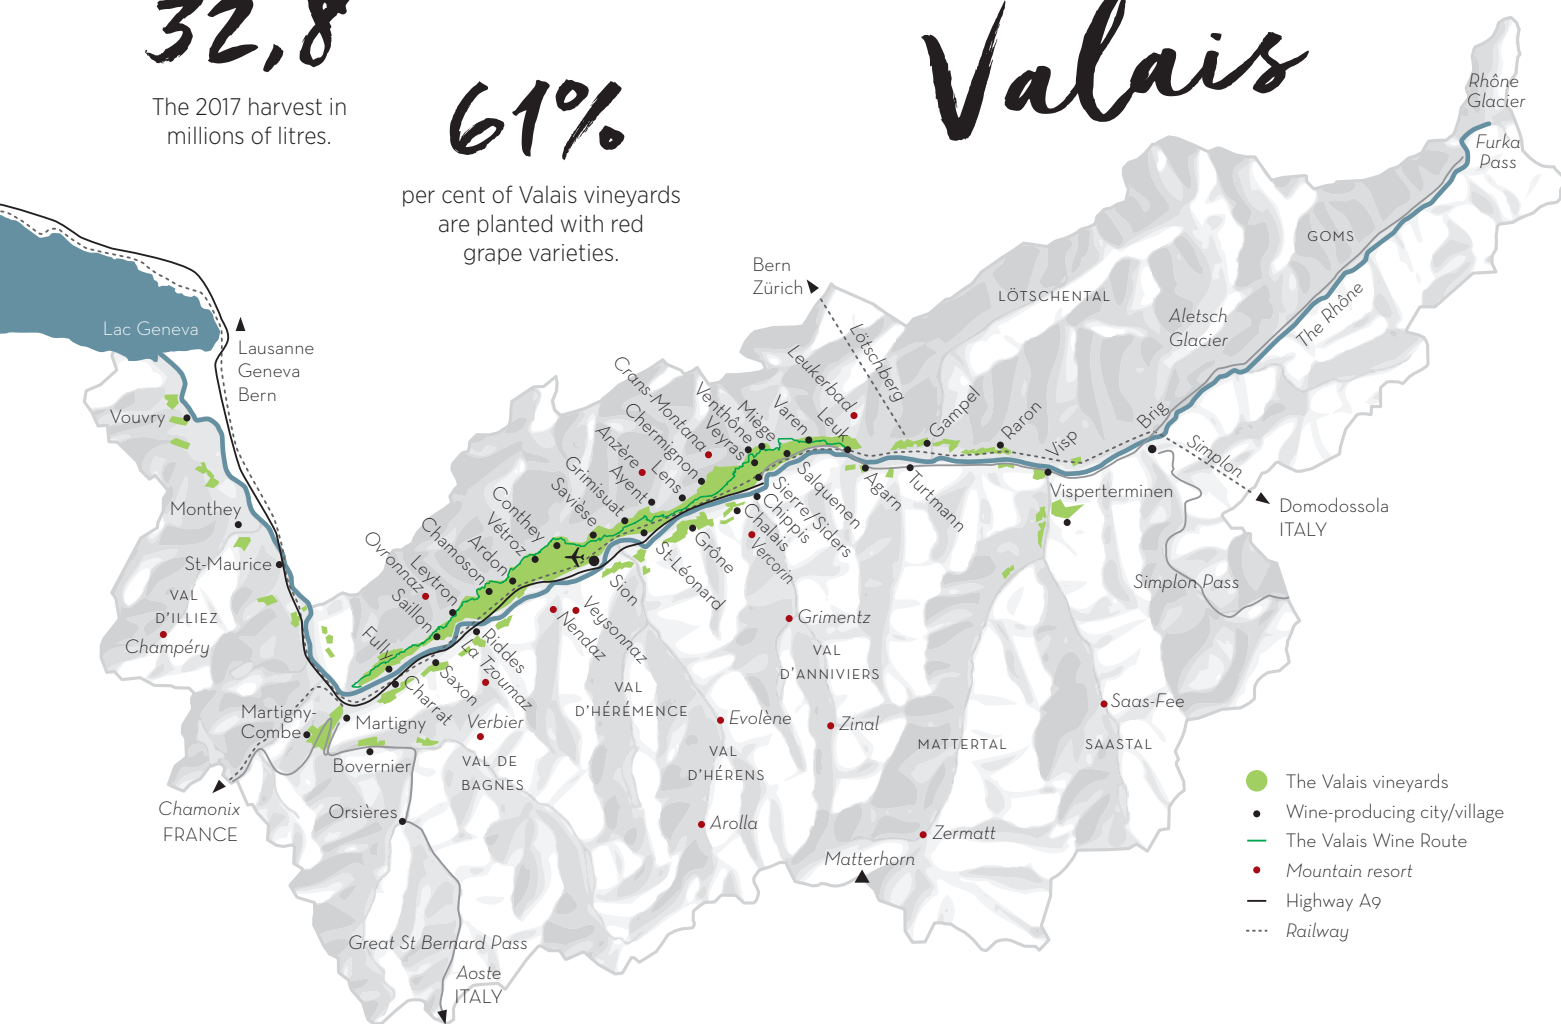 32,8
The 2017 harvest in
millions of litres.
61%
per cent of Valais vineyards
are planted with red
grape varieties.
Valais
Rhône
Glacier
Furka
Pass
GOMS
The Rhône
LÖTSCHENTAL
Aletsch
Glacier
Bern
Zürich
Lötschberg
Lac Geneva
Lausanne
Geneva
Bern
Vouvry
Monthey
St-Maurice
VAL
D'ILLIEZ
Champéry
Martigny-
Combe
Martigny
Bovernier
Orsières
Chamonix
FRANCE
Great St Bernard Pass
Aoste
ITALY
Fully
Saillon
Leytron
Ovronnaz
Chamoson
Ardon
Vétroz
Conthey
Savièse
Grimisuat
Ayent
Anzère
Lens
Chermignon
Crans-Montana
Veyras
Venthône
Miège
Varen
Leuk
Leukerbad
Gampel
Raron
Visp
Brig
Simplon
Domodossola
ITALY
Visperterminen
Simplon Pass
Turtmann
Agarn
Salquenen
Sierre/Siders
Chippis
Chalais
Vercorin
Grône
St-Léonard
Sion
Veysonnaz
Nendaz
Riddes
La Tzoumaz
Saxon
Charrat
Verbier
VAL DE
BAGNES
VAL
D'HÉRÉMENCE
Evolène
VAL
D'HÉRENS
Arolla
Grimentz
VAL
D'ANNIVIERS
Zinal
MATTERTAL
Zermatt
Matterhorn
Saas-Fee
SAASTAL
The Valais vineyards
Wine-producing city/village
The Valais Wine Route
Mountain resort
Highway A9
Railway